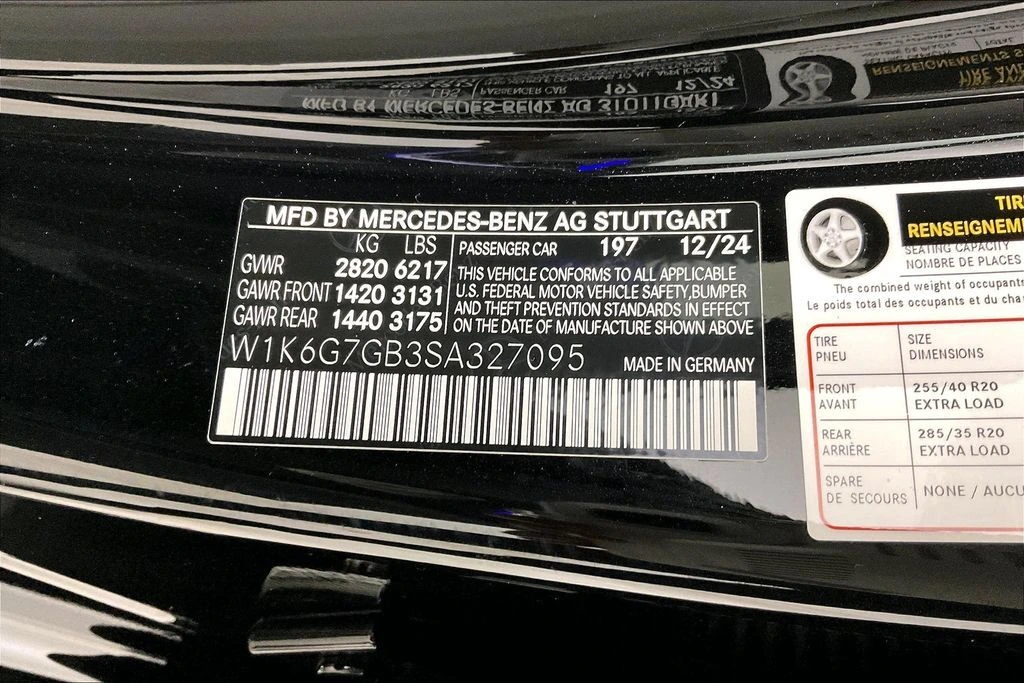 MFD BY MERCEDES-BENZ AG STUTTGART
KG LBS
GVWR 2820 6217
GAWR FRONT 1420 3131
GAWR REAR 1440 3175
PASSENGER CAR 197 12/24
THIS VEHICLE CONFORMS TO ALL APPLICABLE
U.S. FEDERAL MOTOR VEHICLE SAFETY,BUMPER
AND THEFT PREVENTION STANDARDS IN EFFECT
ON THE DATE OF MANUFACTURE SHOWN ABOVE
W1K6G7GB3SA327095 MADE IN GERMANY
TIR
RENSEIGNEME
SEATING CAPACITY
NOMBRE DE PLACES
The combined weight of occupants
Le poids total des occupants et du cha
TIRE SIZE
PNEU DIMENSIONS
FRONT 255/40 R20
AVANT EXTRA LOAD
REAR 285/35 R20
ARRIÈRE EXTRA LOAD
SPARE
DE SECOURS NONE / AUCU